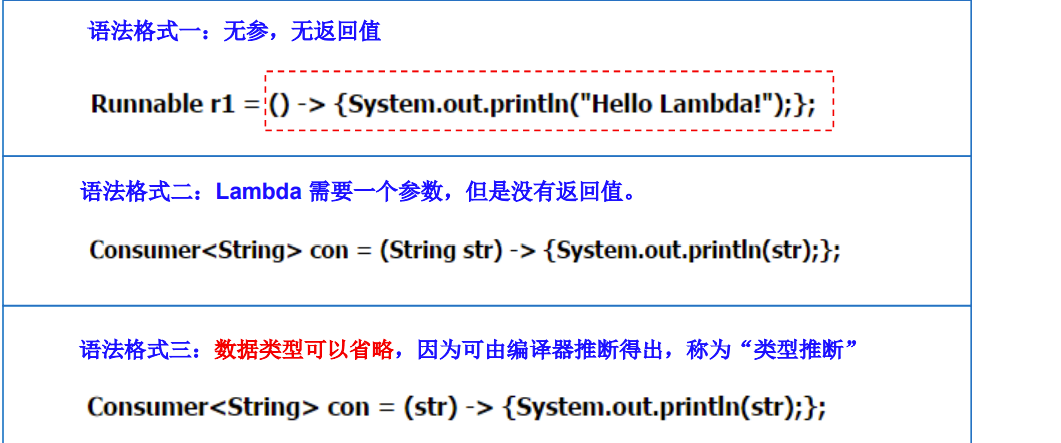 语法格式一：无参，无返回值
Runnable r1 = () -> {System.out.println("Hello Lambda!");};
语法格式二：Lambda 需要一个参数，但是没有返回值。
Consumer<String> con = (String str) -> {System.out.println(str);};
语法格式三：数据类型可以省略，因为可由编译器推断得出，称为“类型推断”
Consumer<String> con = (str) -> {System.out.println(str);};